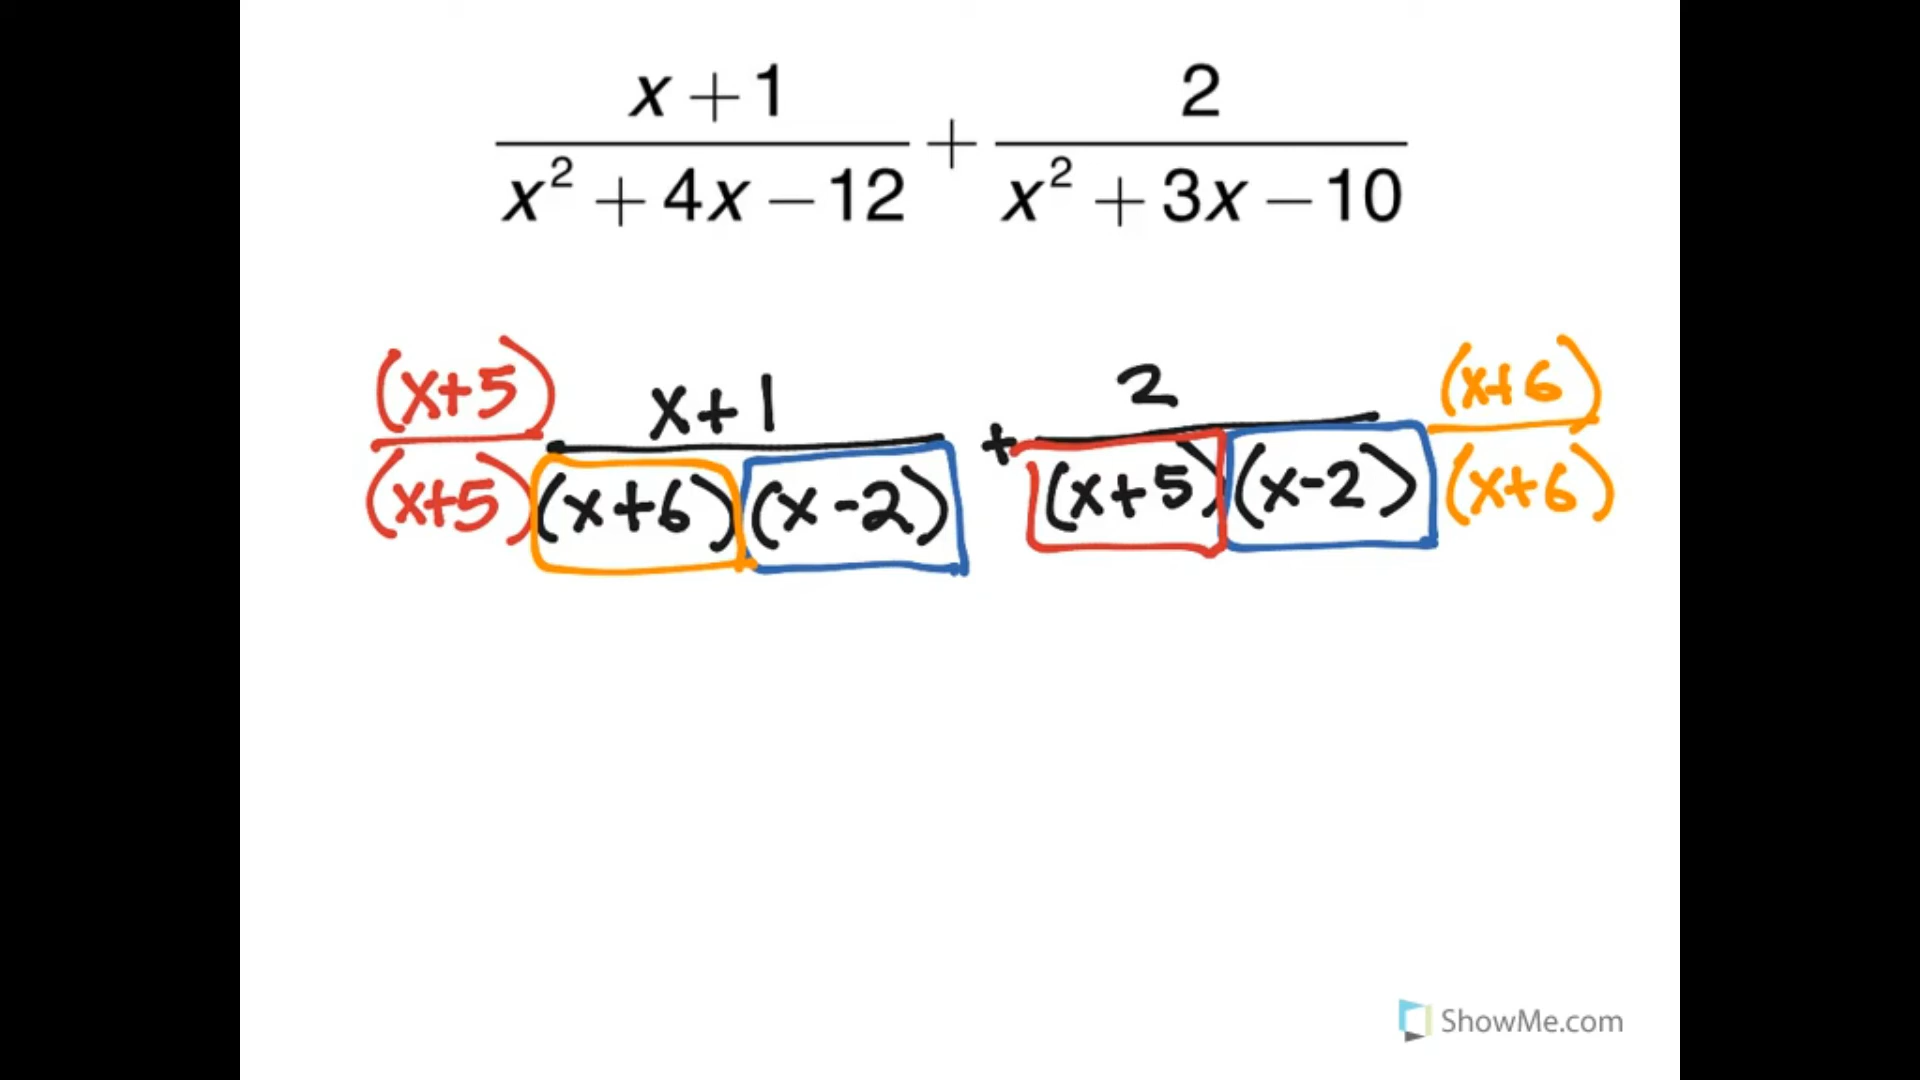 x + 1 2
+
x² + 4x − 12 x² + 3x − 10
(x+5) x+1 2 (x+6)
+
(x+5) (x+6) (x-2) (x+5) (x-2) (x+6)
ShowMe.com